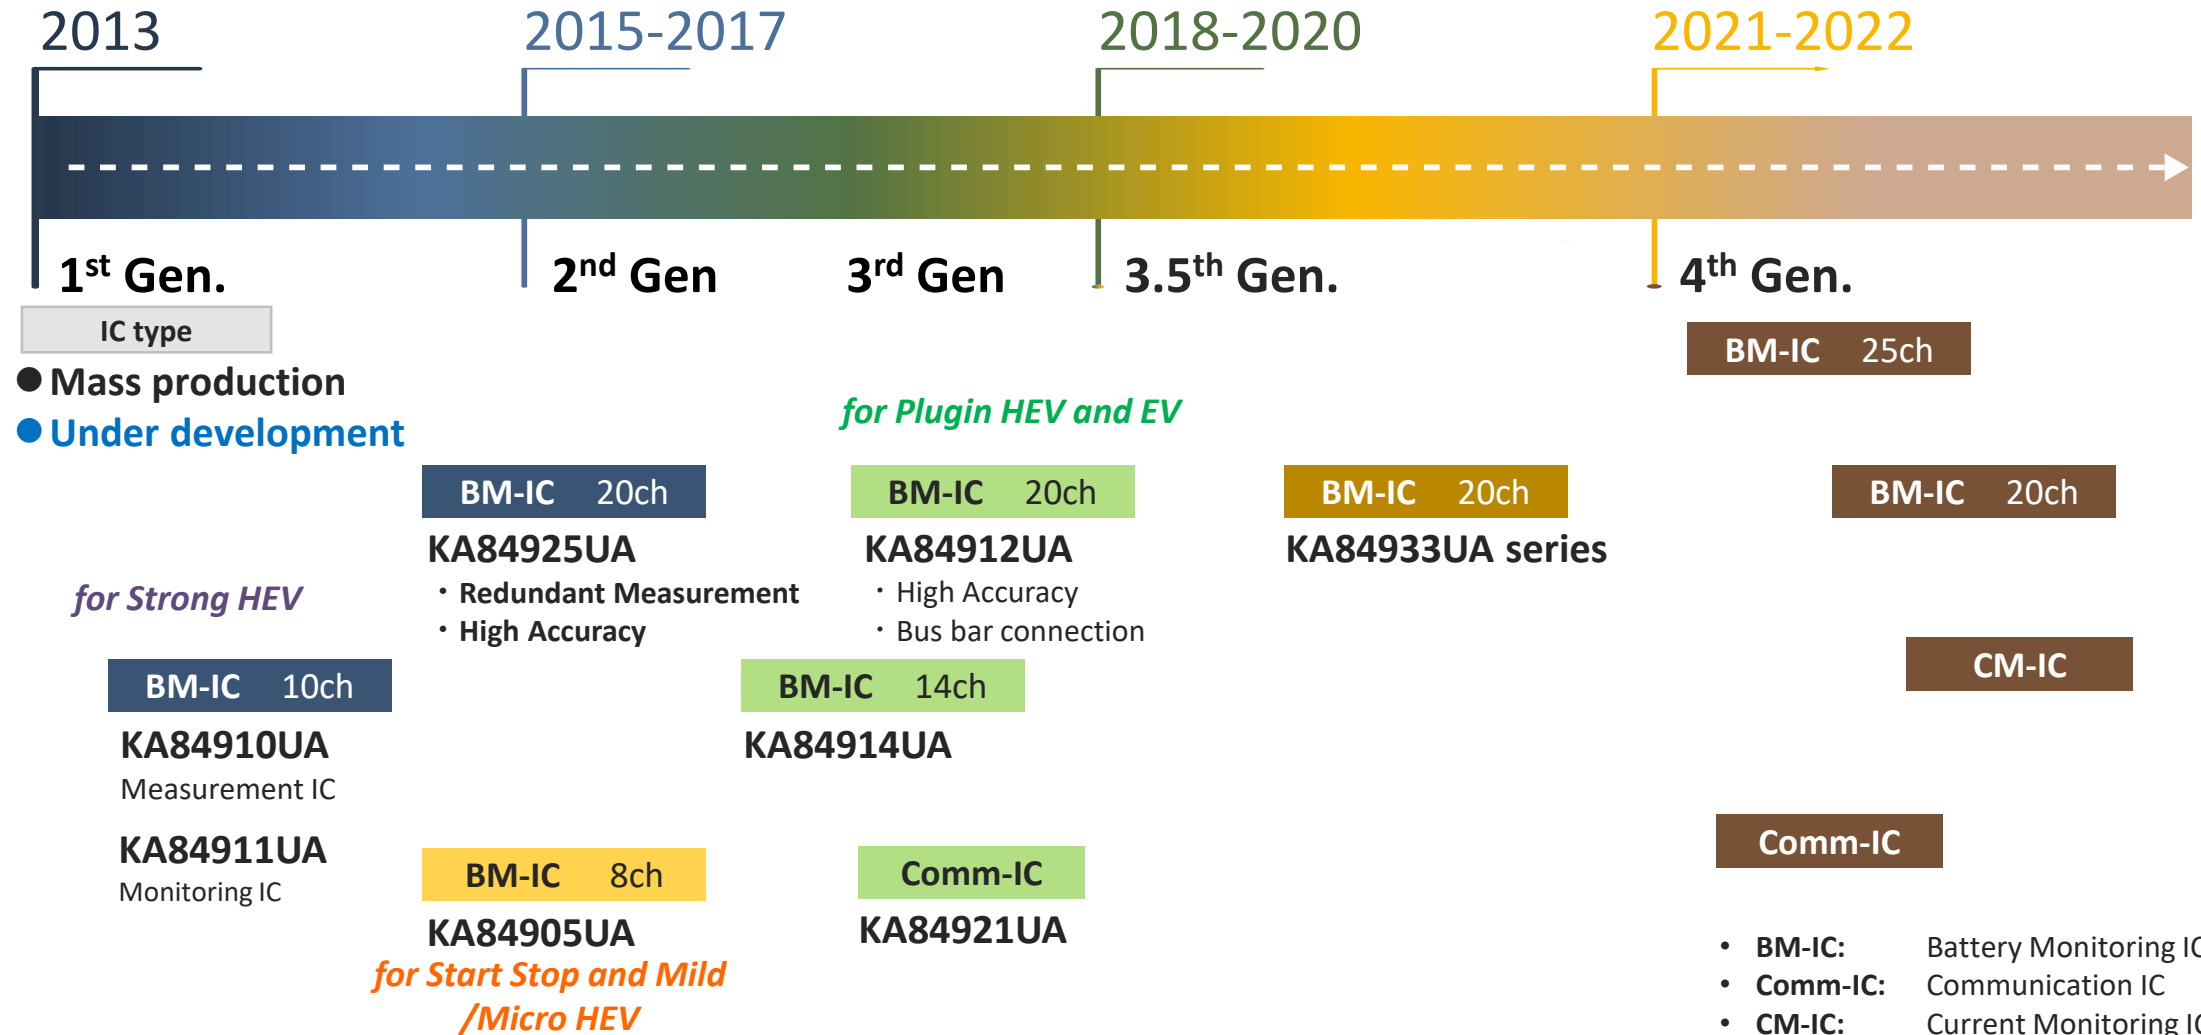 2013
2015-2017
2018-2020
2021-2022
1st Gen.
2nd Gen
3rd Gen
3.5th Gen.
4th Gen.
IC type
● Mass production
● Under development
BM-IC 25ch
for Plugin HEV and EV
BM-IC 20ch
KA84925UA
・Redundant Measurement
・High Accuracy
BM-IC 20ch
KA84912UA
・High Accuracy
・Bus bar connection
BM-IC 20ch
KA84933UA series
BM-IC 20ch
for Strong HEV
BM-IC 10ch
KA84910UA
Measurement IC
KA84911UA
Monitoring IC
BM-IC 14ch
KA84914UA
CM-IC
BM-IC 8ch
KA84905UA
for Start Stop and Mild
/Micro HEV
Comm-IC
KA84921UA
Comm-IC
• BM-IC: Battery Monitoring IC
• Comm-IC: Communication IC
• CM-IC: Current Monitoring IC